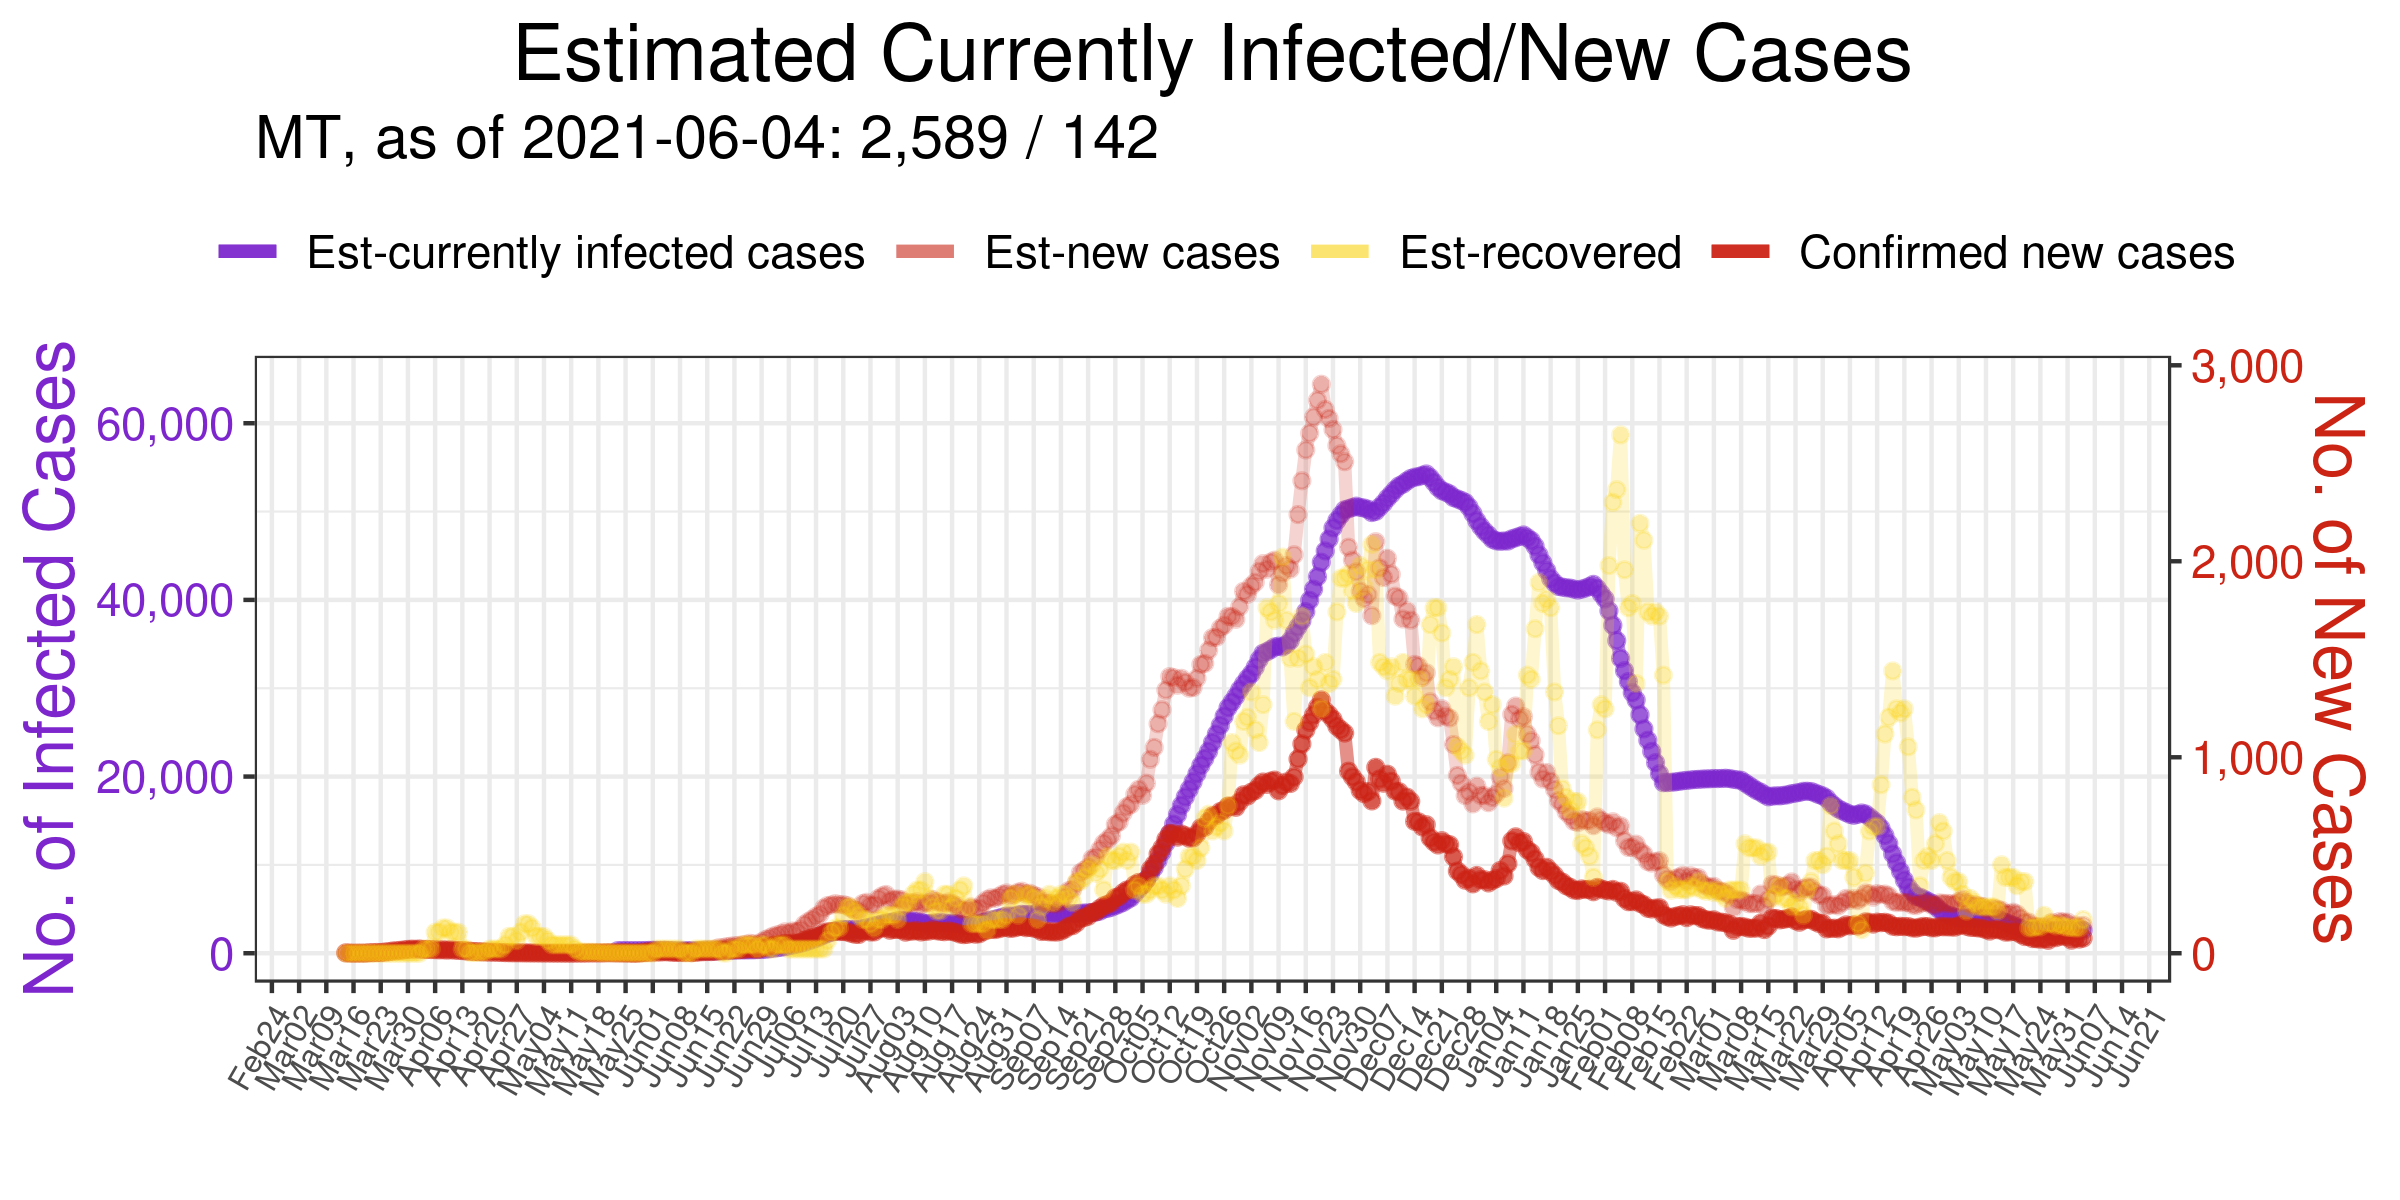 Estimated Currently Infected/New Cases
MT, as of 2021-06-04: 2,589 / 142
Est-currently infected cases Est-new cases Est-recovered Confirmed new cases
No. of Infected Cases
60,000
40,000
20,000
0
3,000
2,000
1,000
0
No. of New Cases
Feb24 Mar02 Mar09 Mar16 Mar23 Mar30 Apr06 Apr13 Apr20 Apr27 May04 May11 May18 May25 Jun01 Jun08 Jun15 Jun22 Jun29 Jul06 Jul13 Jul20 Jul27 Aug03 Aug10 Aug17 Aug24 Aug31 Sep07 Sep14 Sep21 Sep28 Oct05 Oct12 Oct19 Oct26 Nov02 Nov09 Nov16 Nov23 Nov30 Dec07 Dec14 Dec21 Dec28 Jan04 Jan11 Jan18 Jan25 Feb01 Feb08 Feb15 Feb22 Mar01 Mar08 Mar15 Mar22 Mar29 Apr05 Apr12 Apr19 Apr26 May03 May10 May17 May24 May31 Jun07 Jun14 Jun21